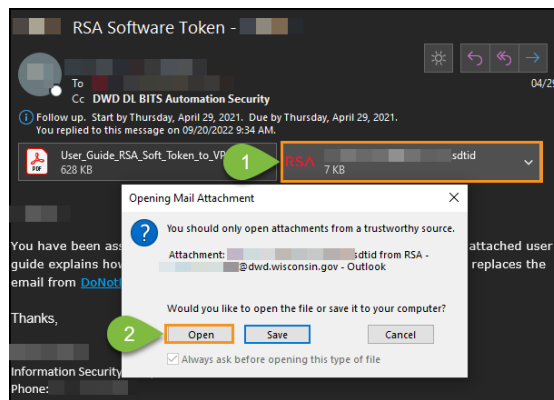 RSA Software Token -
To
Cc DWD DL BITS Automation Security
04/29
Follow up. Start by Thursday, April 29, 2021. Due by Thursday, April 29, 2021.
You replied to this message on 09/20/2022 9:34 AM.
PDF
User_Guide_RSA_Soft_Token_to_VP
628 KB
1
RSA
sdtid
7 KB
Opening Mail Attachment
?
You should only open attachments from a trustworthy source.
Attachment: sdtid from RSA -
@dwd.wisconsin.gov - Outlook
Would you like to open the file or save it to your computer?
2
Open Save Cancel
Always ask before opening this type of file
You have been ass attached user
guide explains how replaces the
email from DoNot
Thanks,
Information Security
Phone: